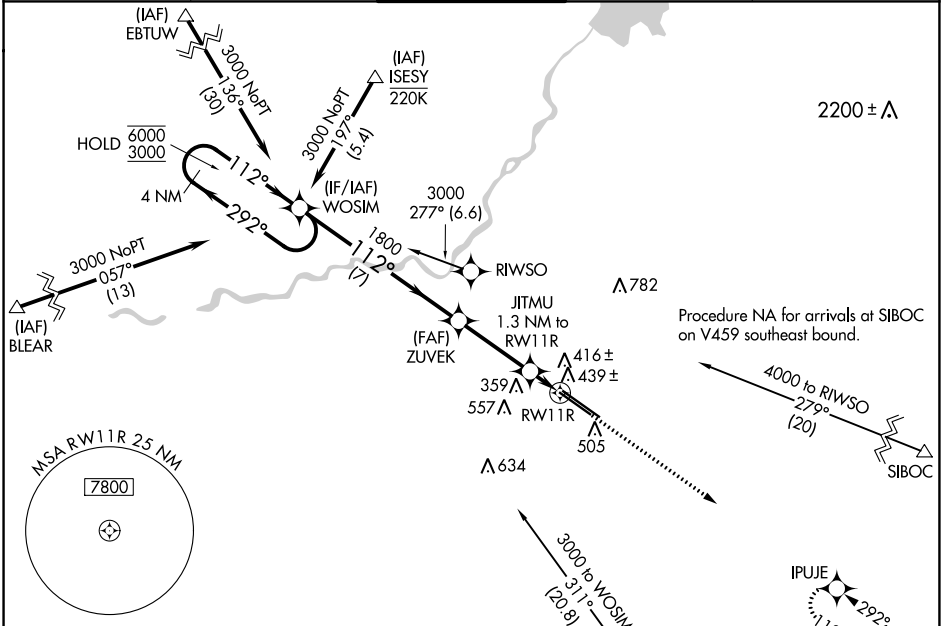 (IAF)
EBTUW
3000 NoPT
136°
(30)
(IAF)
ISESY
220K
3000 NoPT
197°
(5.4)
2200 ±
HOLD
6000
3000
4 NM
112°
292°
(IF/IAF)
WOSIM
3000
277° (6.6)
1800
112°
(7)
RIWSO
3000 NoPT
057°
(13)
(IAF)
BLEAR
782
JITMU
1.3 NM to
RW11R
(FAF)
ZUVEK
Procedure NA for arrivals at SIBOC
on V459 southeast bound.
416 ±
439 ±
359
557
RW11R
505
634
4000 to RIWSO
279°
(20)
SIBOC
MSA RW11R 25 NM
7800
3000 to WOSIM
311°
(20.8)
IPUJE
292°